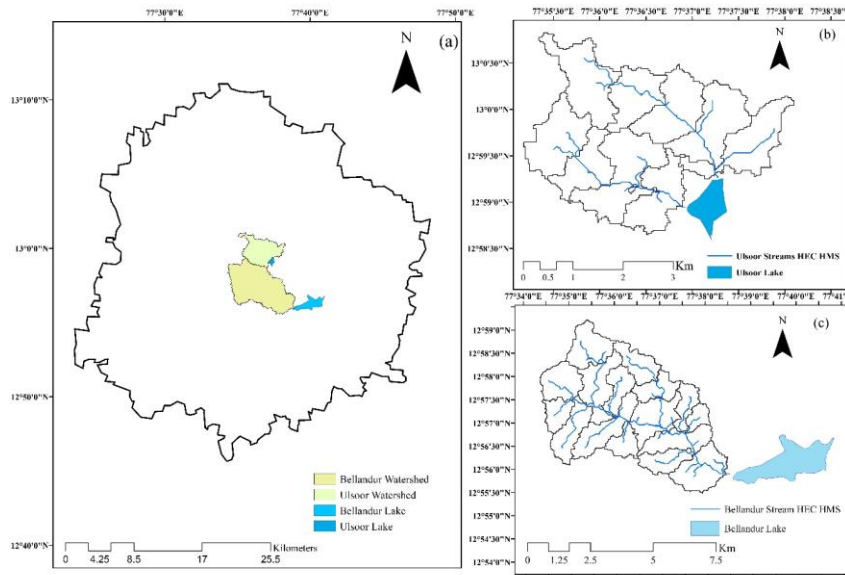 77°30'0"E 77°40'0"E 77°50'0"E
(a)
N
13°10'0"N
13°0'0"N
12°50'0"N
12°40'0"N
Bellandur Watershed
Ulsoor Watershed
Bellandur Lake
Ulsoor Lake
Kilometers
0 4.25 8.5 17 25.5
77°35'30"E 77°36'0"E 77°36'30"E 77°37'0"E 77°37'30"E 77°38'0"E 77°38'30"E
(b)
N
13°0'30"N
13°0'0"N
12°59'30"N
12°59'0"N
12°58'30"N
Ulsoor Streams HEC HMS
Ulsoor Lake
Km
0 0.5 1 2 3
77°34'0"E 77°35'0"E 77°36'0"E 77°37'0"E 77°38'0"E 77°39'0"E 77°40'0"E 77°41'
(c)
N
12°59'0"N
12°58'30"N
12°58'0"N
12°57'0"N
12°56'30"N
12°56'0"N
12°55'30"N
12°55'0"N
12°54'30"N
12°54'0"N
Bellandur Stream HEC HMS
Bellandur Lake
Km
0 1.25 2.5 5 7.5